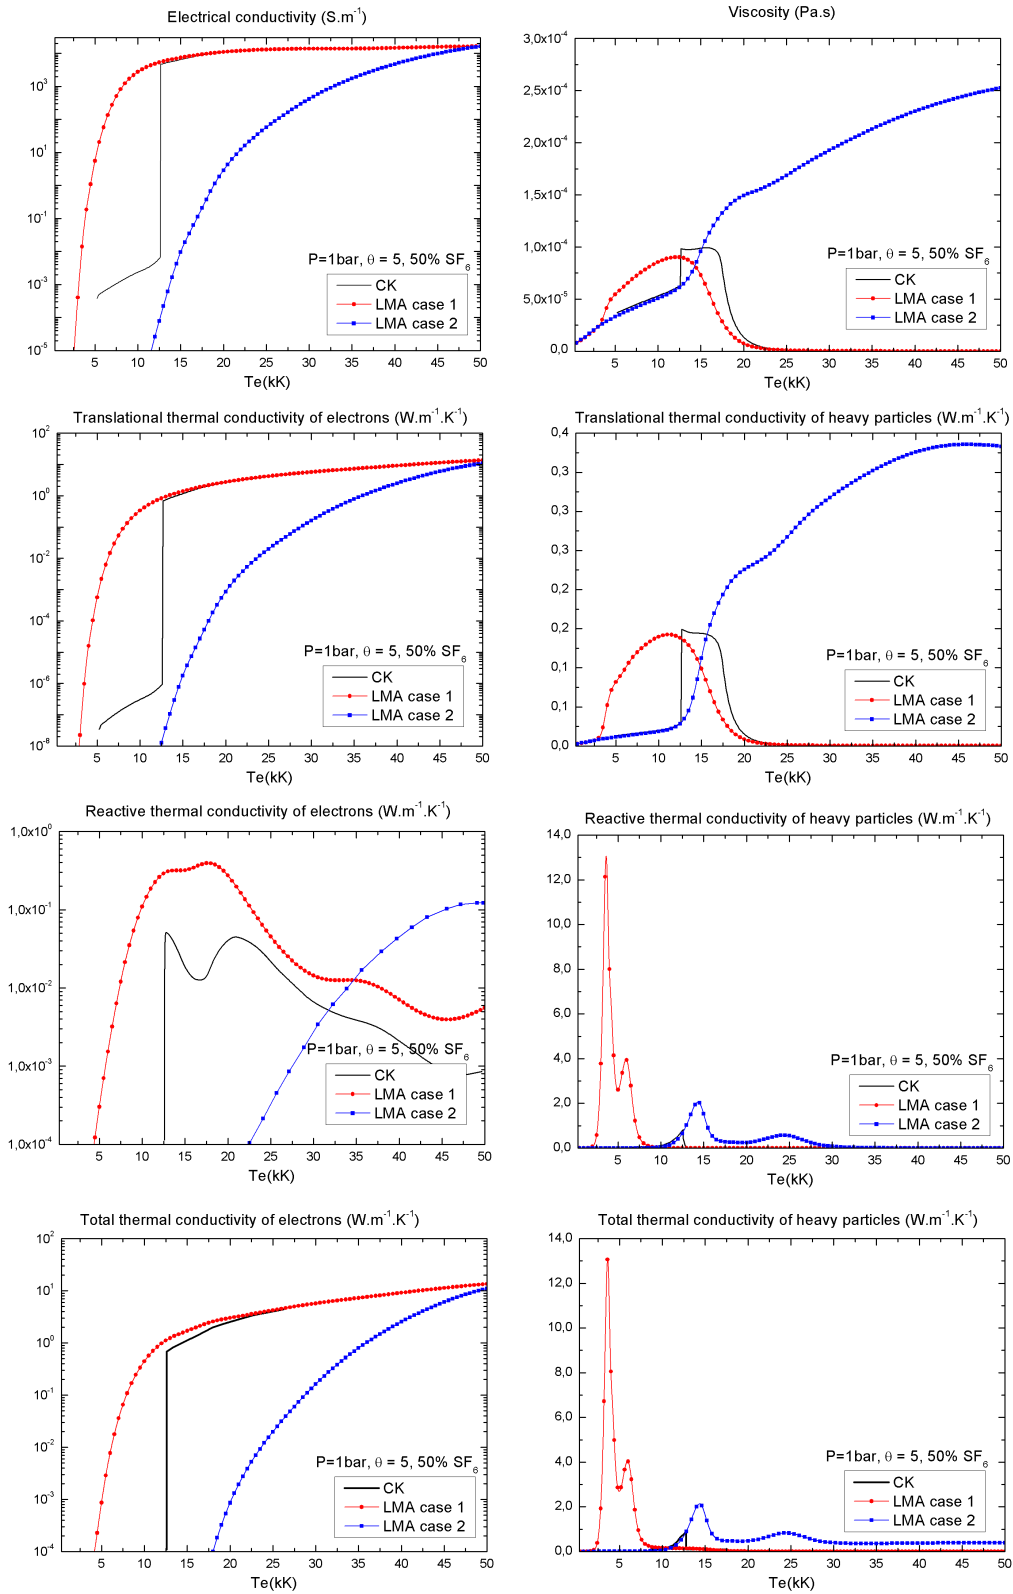 Electrical conductivity (S.m⁻¹)
10³
10¹
10⁻¹
10⁻³
10⁻⁵
5 10 15 20 25 30 35 40 45 50
Te(kK)
P=1bar, θ = 5, 50% SF₆
CK
LMA case 1
LMA case 2
Viscosity (Pa.s)
3,0x10⁻⁴
2,5x10⁻⁴
2,0x10⁻⁴
1,5x10⁻⁴
1,0x10⁻⁴
5,0x10⁻⁵
0,0
5 10 15 20 25 30 35 40 45 50
Te(kK)
P=1bar, θ = 5, 50% SF₆
CK
LMA case 1
LMA case 2
Translational thermal conductivity of electrons (W.m⁻¹.K⁻¹)
10²
10⁰
10⁻²
10⁻⁴
10⁻⁶
10⁻⁸
5 10 15 20 25 30 35 40 45 50
Te(kK)
P=1bar, θ = 5, 50% SF₆
CK
LMA case 1
LMA case 2
Translational thermal conductivity of heavy particles (W.m⁻¹.K⁻¹)
0,4
0,3
0,3
0,3
0,2
0,2
0,1
0,1
0,0
5 10 15 20 25 30 35 40 45 50
Te(kK)
P=1bar, θ = 5, 50% SF₆
CK
LMA case 1
LMA case 2
Reactive thermal conductivity of electrons (W.m⁻¹.K⁻¹)
1,0x10⁰
1,0x10⁻¹
1,0x10⁻²
1,0x10⁻³
1,0x10⁻⁴
5 10 15 20 25 30 35 40 45 50
Te(kK)
P=1bar, θ = 5, 50% SF₆
CK
LMA case 1
LMA case 2
Reactive thermal conductivity of heavy particles (W.m⁻¹.K⁻¹)
14,0
12,0
10,0
8,0
6,0
4,0
2,0
0,0
5 10 15 20 25 30 35 40 45 50
Te(kK)
P=1bar, θ = 5, 50% SF₆
CK
LMA case 1
LMA case 2
Total thermal conductivity of electrons (W.m⁻¹.K⁻¹)
10²
10¹
10⁰
10⁻¹
10⁻²
10⁻³
10⁻⁴
5 10 15 20 25 30 35 40 45 50
Te(kK)
P=1bar, θ = 5, 50% SF₆
CK
LMA case 1
LMA case 2
Total thermal conductivity of heavy particles (W.m⁻¹.K⁻¹)
14,0
12,0
10,0
8,0
6,0
4,0
2,0
0,0
5 10 15 20 25 30 35 40 45 50
Te(kK)
P=1bar, θ = 5, 50% SF₆
CK
LMA case 1
LMA case 2